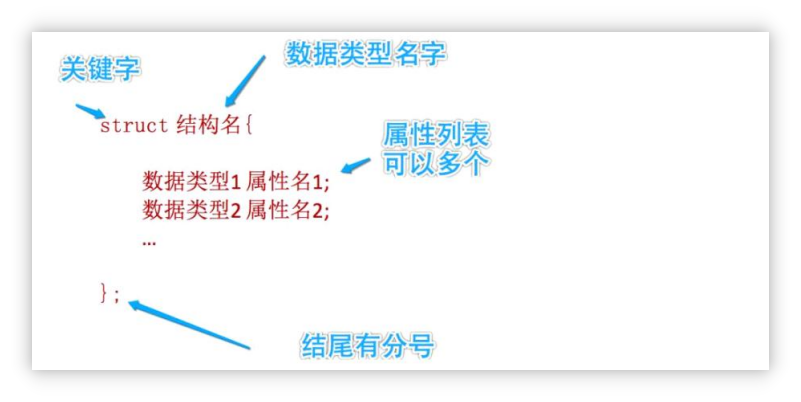 数据类型名字
关键字
struct 结构名{
属性列表
可以多个
数据类型1 属性名1;
数据类型2 属性名2;
...
};
结尾有分号